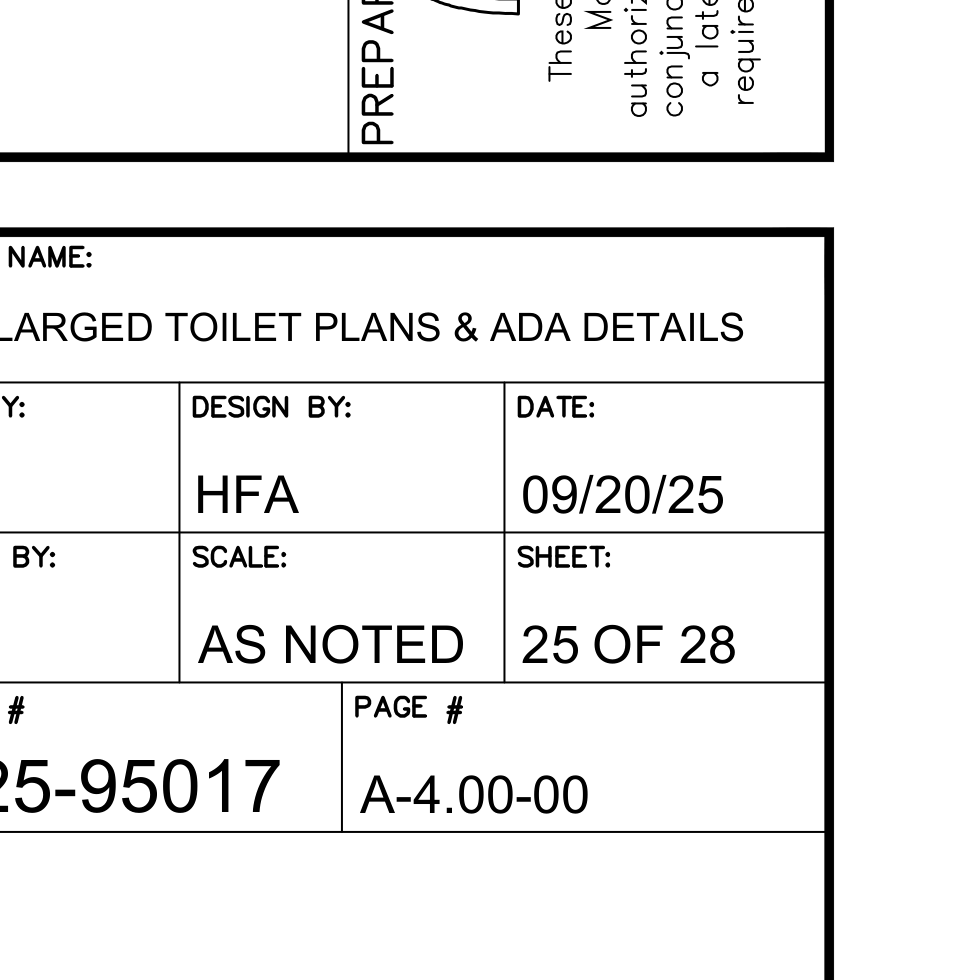 PREPAR
These
Mo
authoriz
conjunc
a late
require
NAME:
LARGED TOILET PLANS & ADA DETAILS
Y:
DESIGN BY:
DATE:
HFA
09/20/25
BY:
SCALE:
SHEET:
AS NOTED
25 OF 28
#
PAGE #
25-95017
A-4.00-00